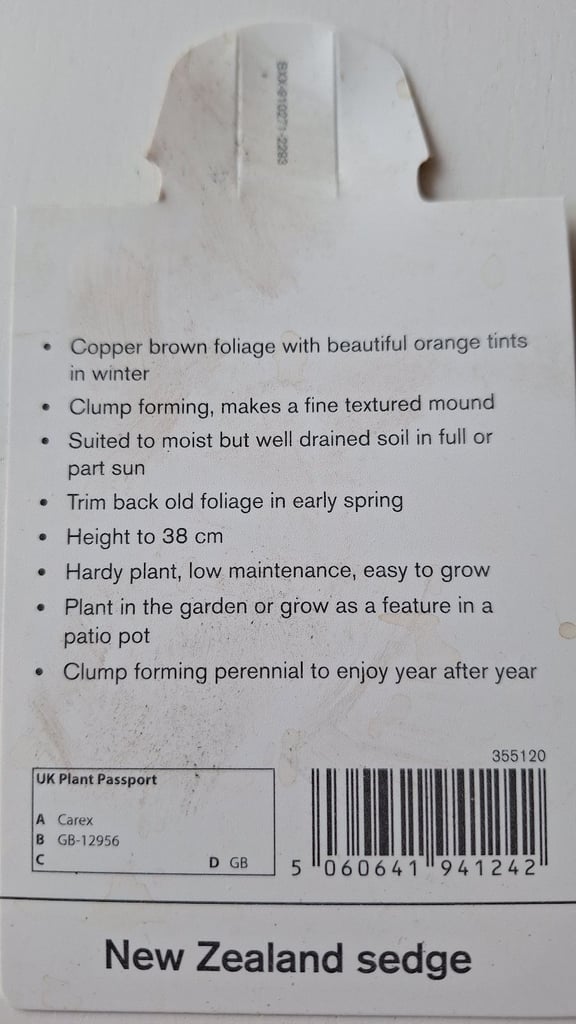 • Copper brown foliage with beautiful orange tints
in winter
• Clump forming, makes a fine textured mound
• Suited to moist but well drained soil in full or
part sun
• Trim back old foliage in early spring
• Height to 38 cm
• Hardy plant, low maintenance, easy to grow
• Plant in the garden or grow as a feature in a
patio pot
• Clump forming perennial to enjoy year after year
355120
UK Plant Passport
A Carex
B GB-12956
C D GB
5 060641 941242
New Zealand sedge